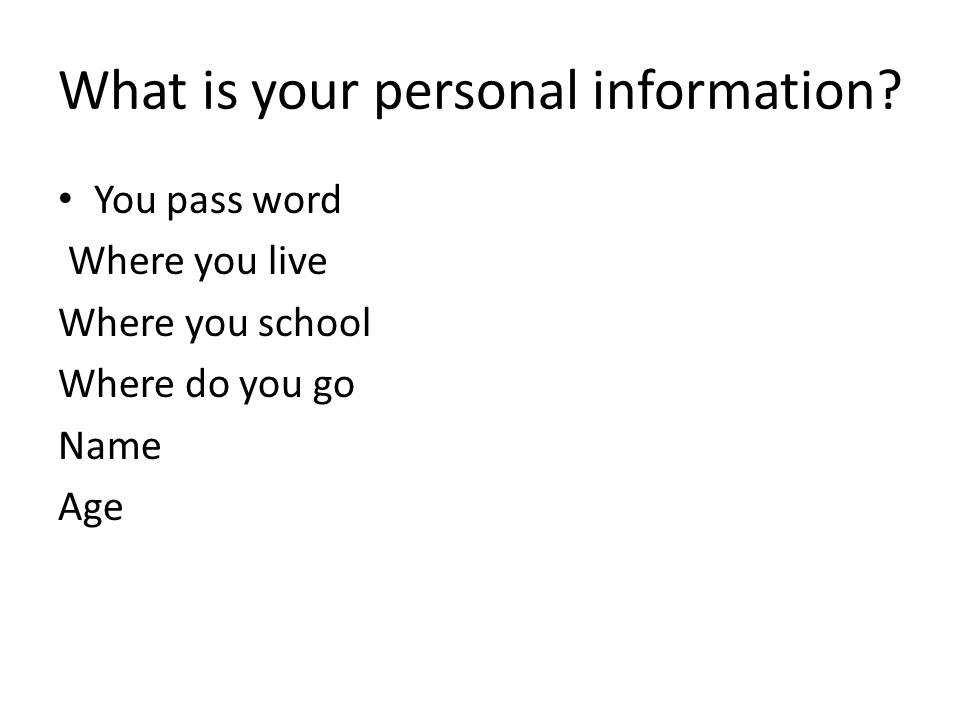 What is your personal information?
• You pass word
Where you live
Where you school
Where do you go
Name
Age